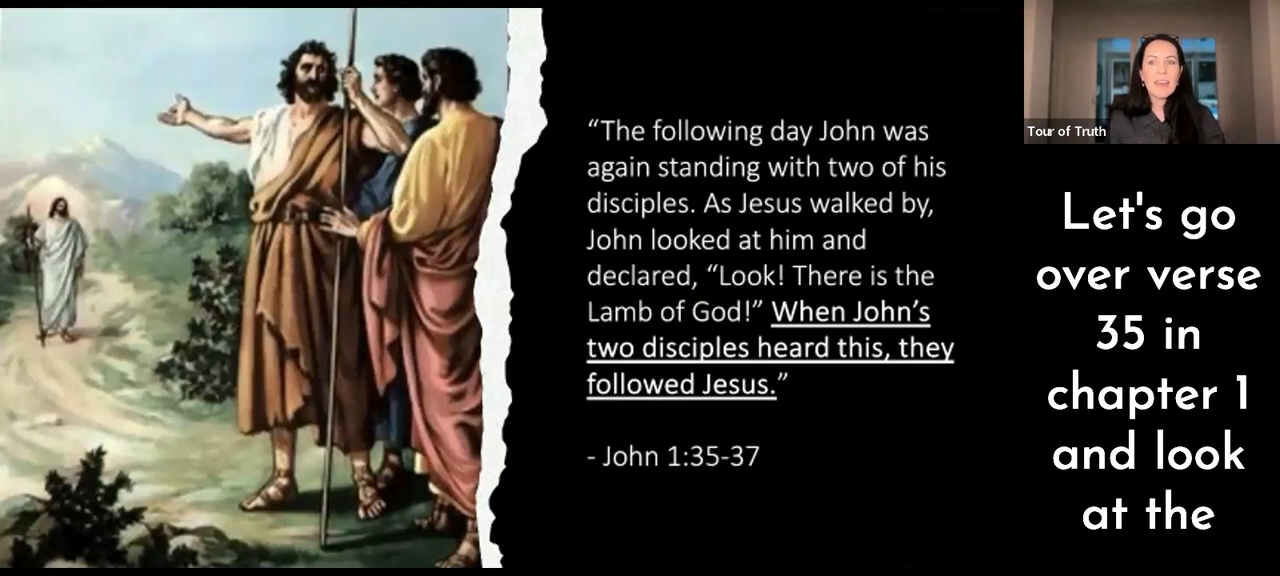 “The following day John was
again standing with two of his
disciples. As Jesus walked by,
John looked at him and
declared, “Look! There is the
Lamb of God!” When John’s
two disciples heard this, they
followed Jesus.”
- John 1:35-37
Tour of Truth
Let's go
over verse
35 in
chapter 1
and look
at the